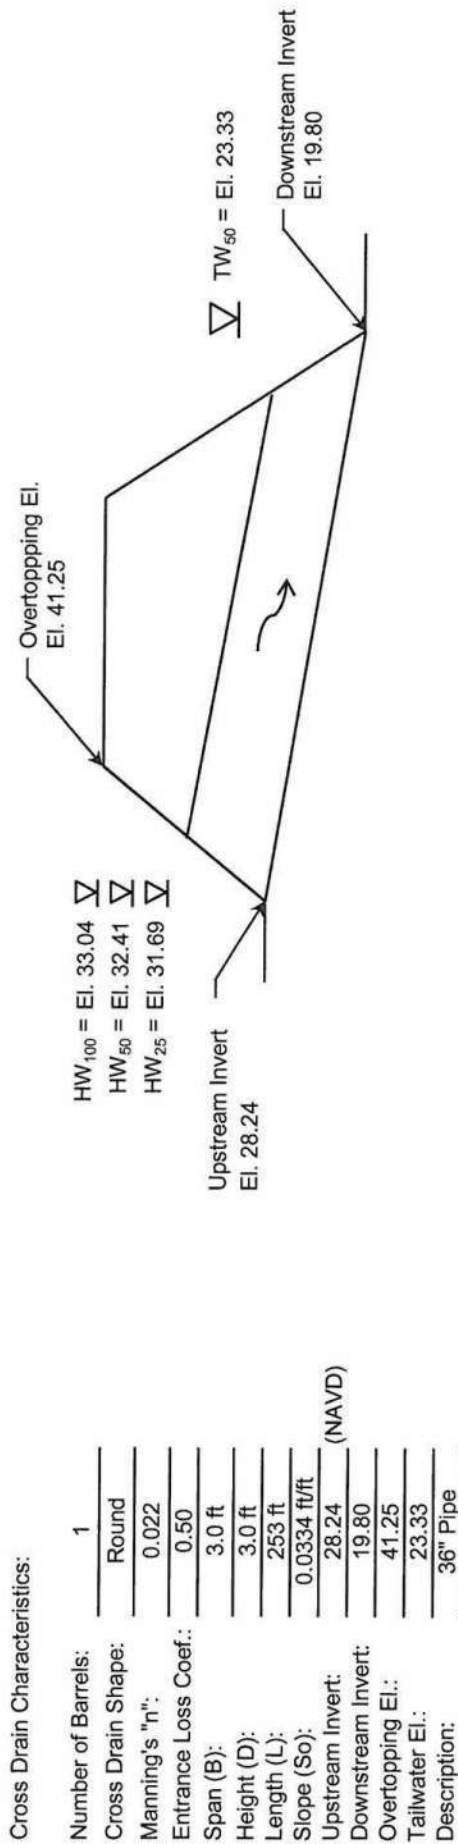 Cross Drain Characteristics:
Number of Barrels: 1
Cross Drain Shape: Round
Manning's "n": 0.022
Entrance Loss Coef.: 0.50
Span (B): 3.0 ft
Height (D): 3.0 ft
Length (L): 253 ft
Slope (So): 0.0334 ft/ft
Upstream Invert: 28.24 (NAVD)
Downstream Invert: 19.80
Overtopping El.: 41.25
Tailwater El.: 23.33
Description: 36" Pipe
HW100 = El. 33.04
HW50 = El. 32.41
HW25 = El. 31.69
Upstream Invert
El. 28.24
Overtoppping El.
El. 41.25
TW50 = El. 23.33
Downstream Invert
El. 19.80